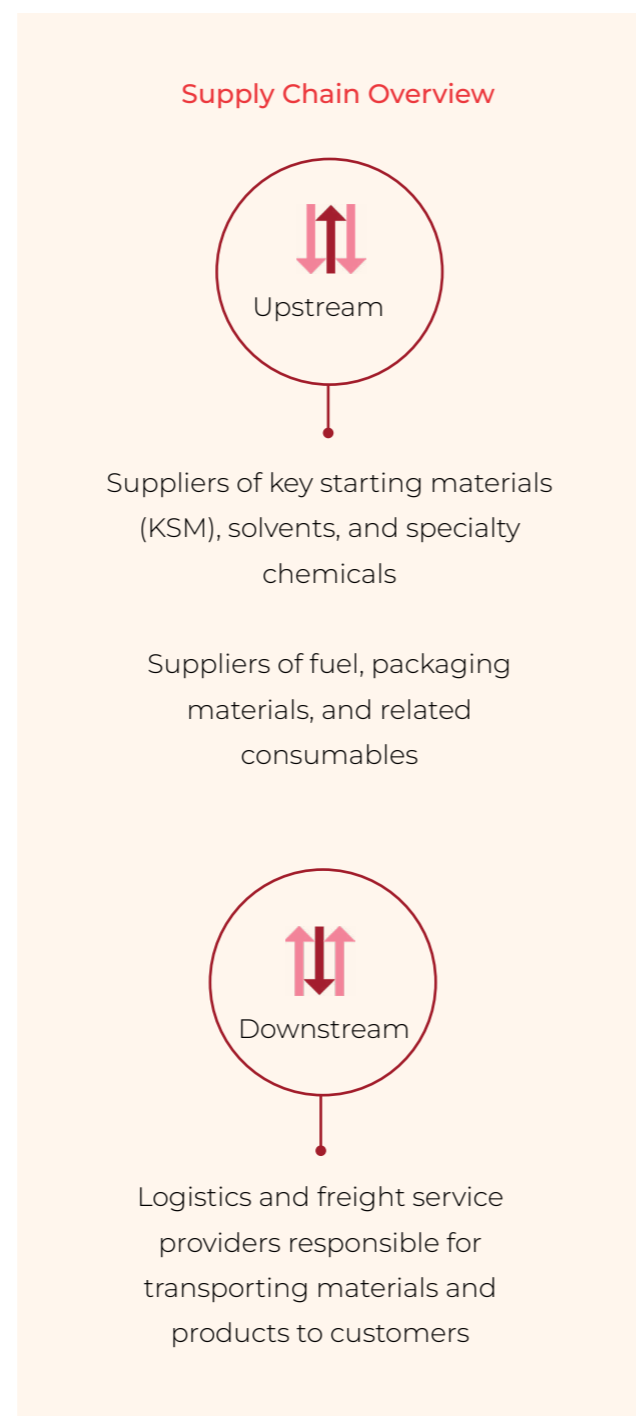 Supply Chain Overview
Upstream
Suppliers of key starting materials
(KSM), solvents, and specialty
chemicals
Suppliers of fuel, packaging
materials, and related
consumables
Downstream
Logistics and freight service
providers responsible for
transporting materials and
products to customers